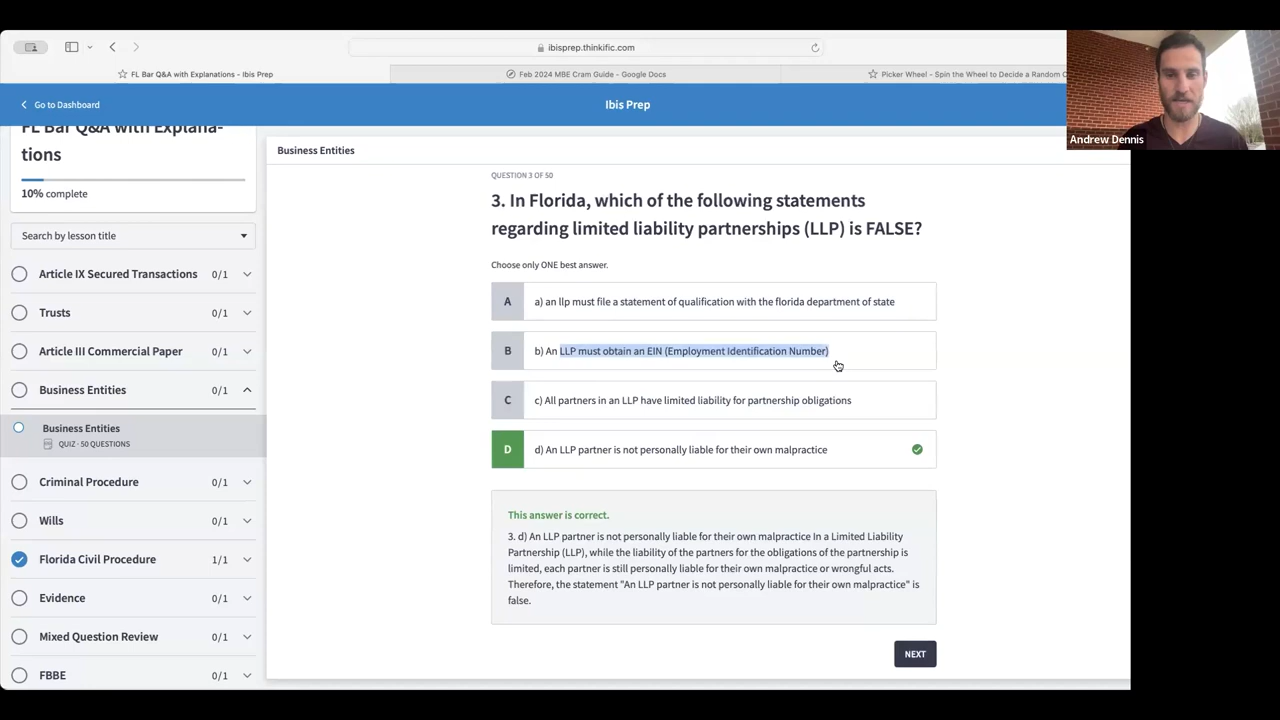 ibisprep.thinkific.com
FL Bar Q&A with Explanations - Ibis Prep
Feb 2024 MBE Cram Guide - Google Docs
Picker Wheel - Spin the Wheel to Decide a Random C
Andrew Dennis
Go to Dashboard
Ibis Prep
FL Bar Q&A with Explana-
tions
10% complete
Search by lesson title
Article IX Secured Transactions 0/1
Trusts 0/1
Article III Commercial Paper 0/1
Business Entities 0/1
Business Entities
QUIZ · 50 QUESTIONS
Criminal Procedure 0/1
Wills 0/1
Florida Civil Procedure 1/1
Evidence 0/1
Mixed Question Review 0/1
FBBE 0/1
Business Entities
QUESTION 3 OF 50
3. In Florida, which of the following statements
regarding limited liability partnerships (LLP) is FALSE?
Choose only ONE best answer.
A a) an llp must file a statement of qualification with the florida department of state
B b) An LLP must obtain an EIN (Employment Identification Number)
C c) All partners in an LLP have limited liability for partnership obligations
D d) An LLP partner is not personally liable for their own malpractice
This answer is correct.
3. d) An LLP partner is not personally liable for their own malpractice In a Limited Liability
Partnership (LLP), while the liability of the partners for the obligations of the partnership is
limited, each partner is still personally liable for their own malpractice or wrongful acts.
Therefore, the statement "An LLP partner is not personally liable for their own malpractice" is
false.
NEXT